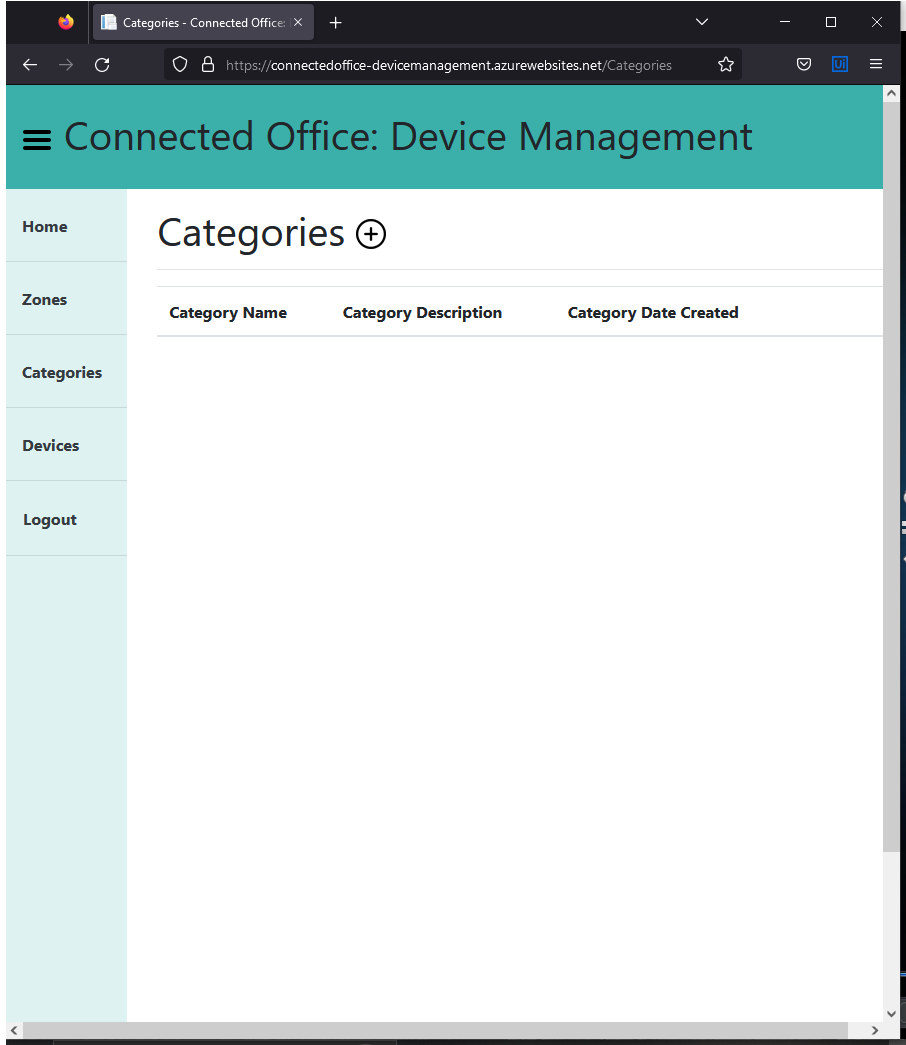 Categories - Connected Office:
https://connectedoffice-devicemanagement.azurewebsites.net/Categories
Ui
Connected Office: Device Management
Home
Zones
Categories
Devices
Logout
Categories
Category Name Category Description Category Date Created